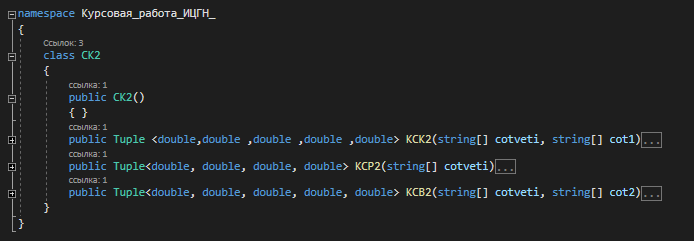 namespace Курсовая_работа_ИЦГН_
{
Ссылок: 3
class СК2
{
ссылка: 1
public СК2()
{ }
ссылка: 1
public Tuple <double,double ,double ,double ,double> KCK2(string[] cotveti, string[] cot1)...
ссылка: 1
public Tuple<double, double, double, double> KCP2(string[] cotveti)...
ссылка: 1
public Tuple<double, double, double, double, double> KCB2(string[] cotveti, string[] cot2)...
}
}